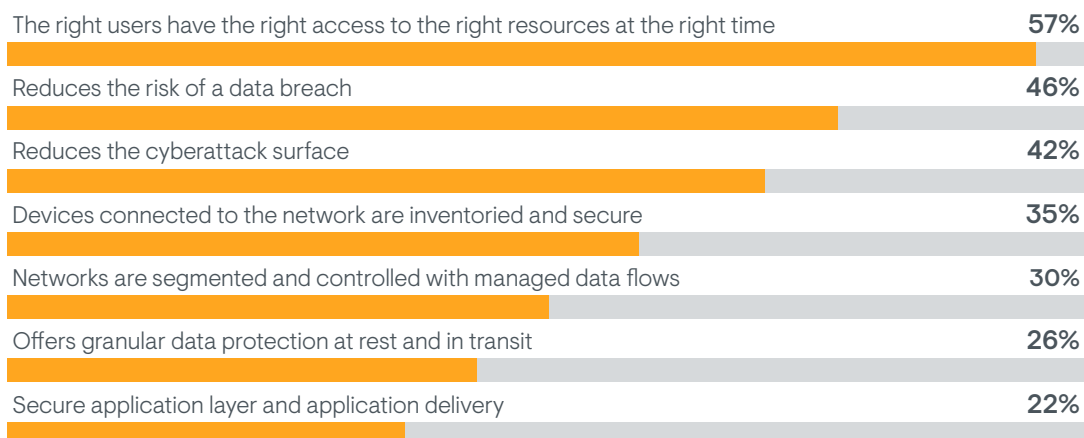 The right users have the right access to the right resources at the right time 57%
Reduces the risk of a data breach 46%
Reduces the cyberattack surface 42%
Devices connected to the network are inventoried and secure 35%
Networks are segmented and controlled with managed data flows 30%
Offers granular data protection at rest and in transit 26%
Secure application layer and application delivery 22%